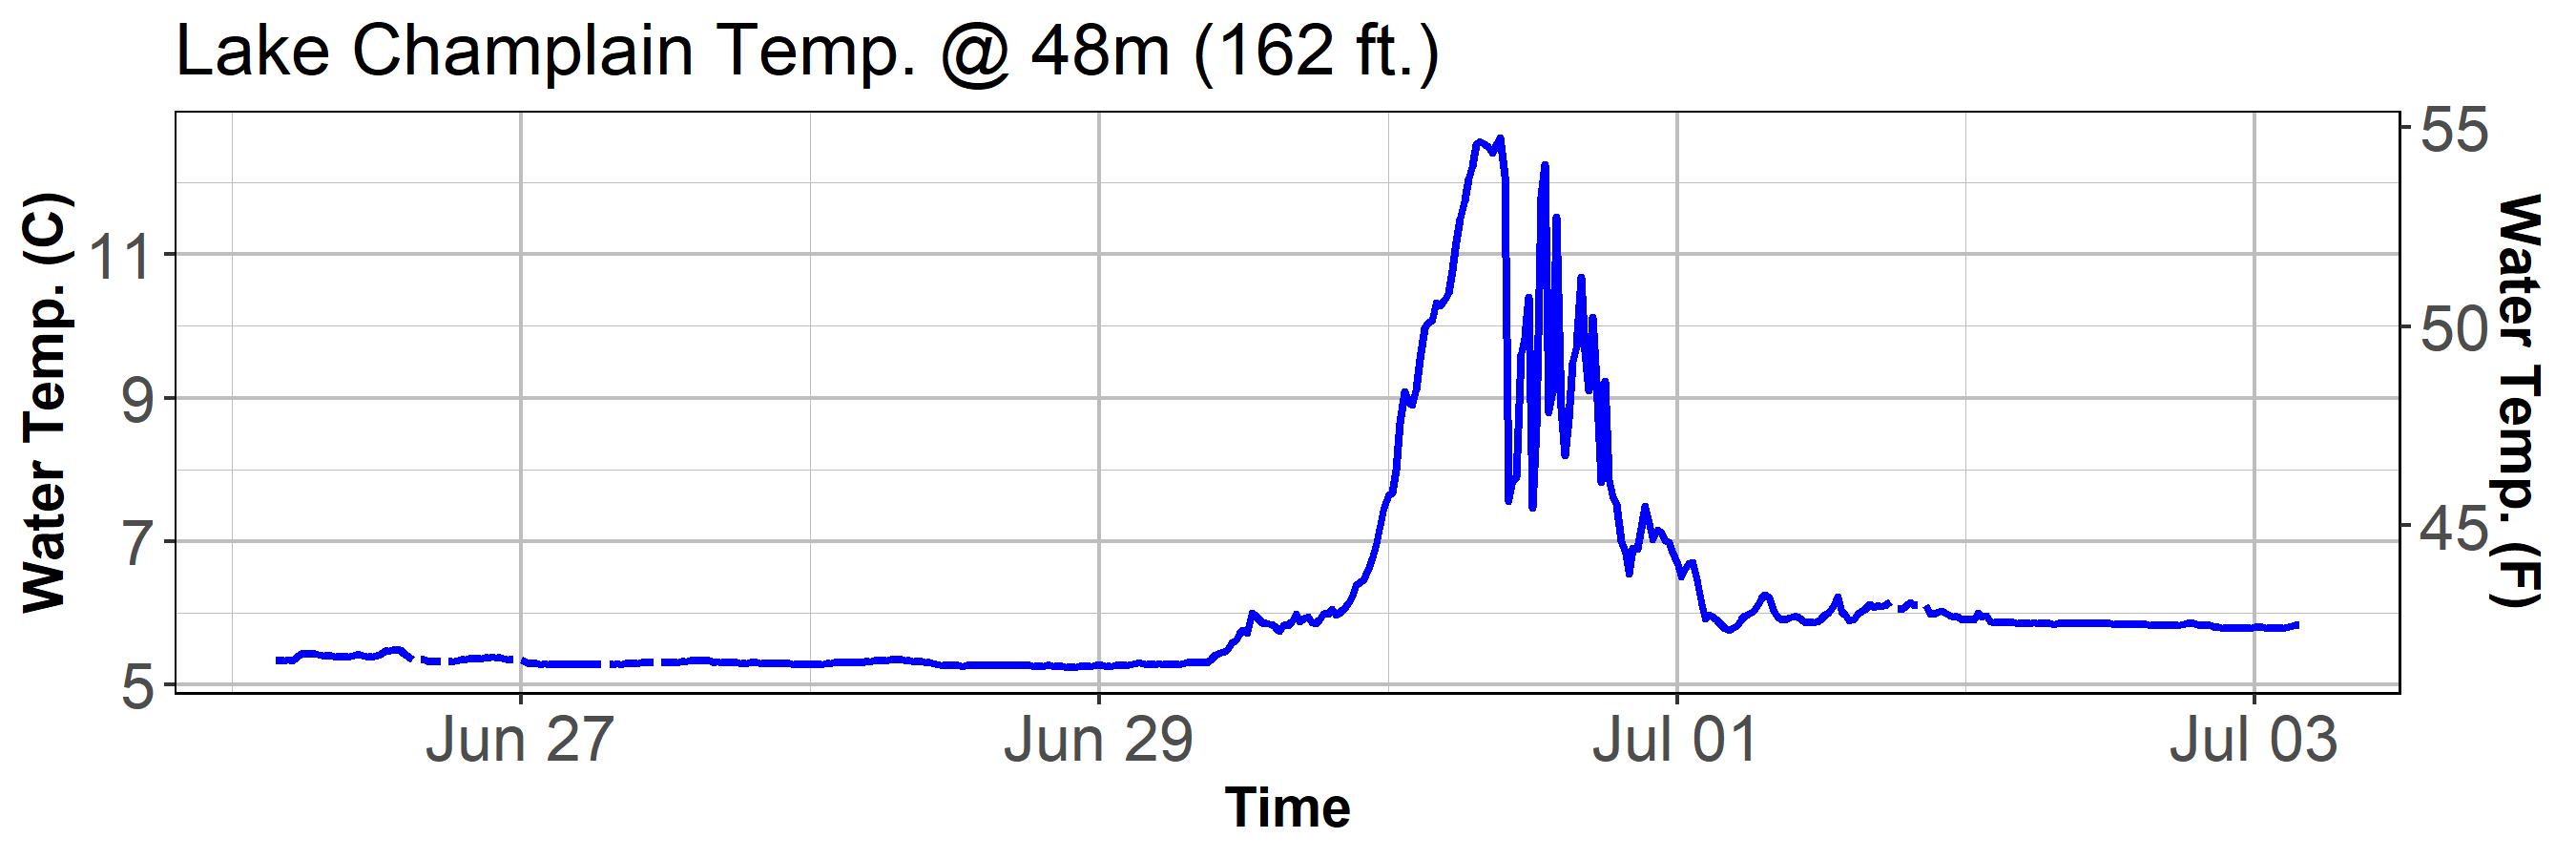 Lake Champlain Temp. @ 48m (162 ft.)
Water Temp. (C)
11
9
7
5
55
50
45
Water Temp. (F)
Jun 27
Jun 29
Jul 01
Jul 03
Time